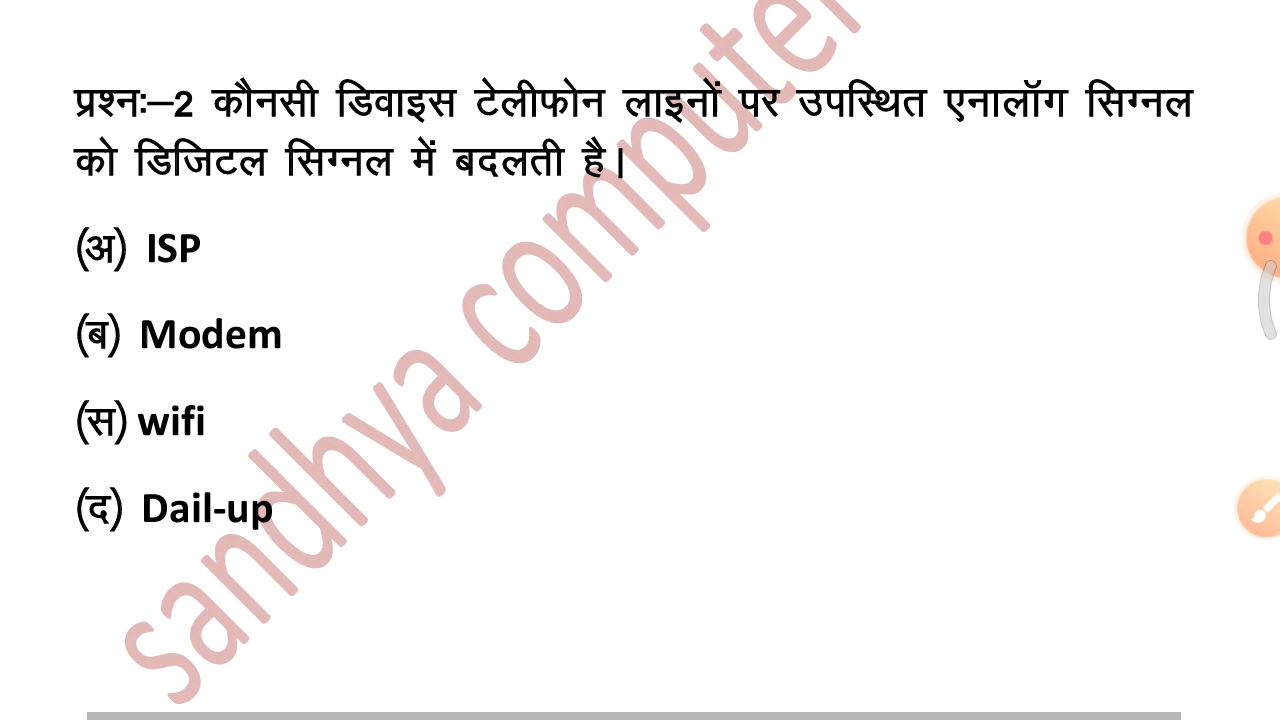 प्रश्नः–2 कौनसी डिवाइस टेलीफोन लाइनों पर उपस्थित एनालॉग सिग्नल
को डिजिटल सिग्नल में बदलती है।
(अ) ISP
(ब) Modem
(स) wifi
(द) Dail-up
sandhya computer